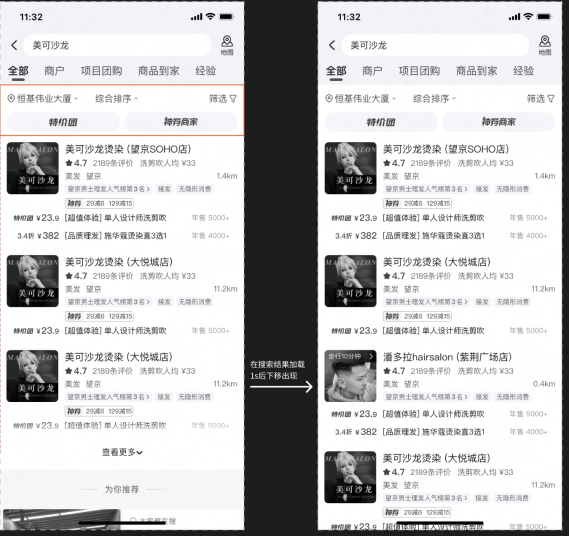 11:32
美可沙龙
地图
全部 商户 项目团购 商品到家 经验
恒基伟业大厦 综合排序 筛选
特价团 神券商家
美可沙龙烫染 (望京SOHO店)
4.7 2189条评价 洗剪吹人均 ¥33
美发 望京 1.4km
望京男士理发人气榜第3名 接发 无隐形消费
神券 29减6 129减15
特价团 ¥23.9 [超值体验] 单人设计师洗剪吹 年售 5000+
3.4折 ¥382 [品质理发] 施华蔻烫染直3选1 年售 4000+
美可沙龙烫染 (大悦城店)
4.7 2189条评价 洗剪吹人均 ¥33
美发 望京 11.2km
望京男士理发人气榜第3名 接发 无隐形消费
神券 29减6 129减15
特价团 ¥23.9 [超值体验] 单人设计师洗剪吹 年售 5000+
美可沙龙烫染 (大悦城店)
4.7 2189条评价 洗剪吹人均 ¥33
美发 望京 11.2km
望京男士理发人气榜第3名 接发 无隐形消费
神券 29减6 129减15
特价团 ¥23.9 [超值体验] 单人设计师洗剪吹 年售 5000+
查看更多
为你推荐
在搜索结果加载
1s后下移出现
11:32
美可沙龙
地图
全部 商户 项目团购 商品到家 经验
恒基伟业大厦 综合排序 筛选
特价团 神券商家
美可沙龙烫染 (望京SOHO店)
4.7 2189条评价 洗剪吹人均 ¥33
美发 望京 1.4km
望京男士理发人气榜第3名 接发 无隐形消费
神券 29减6 129减15
特价团 ¥23.9 [超值体验] 单人设计师洗剪吹 年售 5000+
3.4折 ¥382 [品质理发] 施华蔻烫染直3选1 年售 4000+
美可沙龙烫染 (大悦城店)
4.7 2189条评价 洗剪吹人均 ¥33
美发 望京 11.2km
望京男士理发人气榜第3名 接发 无隐形消费
神券 29减6 129减15
特价团 ¥23.9 [超值体验] 单人设计师洗剪吹 年售 5000+
步行10分钟
潘多拉hairsalon (紫荆广场店)
4.7 2189条评价 洗剪吹人均 ¥33
美发 望京 0.4km
望京男士理发人气榜第3名 接发 无隐形消费
神券 29减6 129减15
特价团 ¥23.9 [超值体验] 单人设计师洗剪吹 年售 5000+
3.4折 ¥382 [品质理发] 施华蔻烫染直3选1 年售 4000+
美可沙龙烫染 (大悦城店)
4.7 2189条评价 洗剪吹人均 ¥33
美发 望京 11.2km
望京男士理发人气榜第3名 接发 无隐形消费
神券 29减6 129减15
特价团 ¥23.9 [超值体验] 单人设计师洗剪吹 年售 5000+